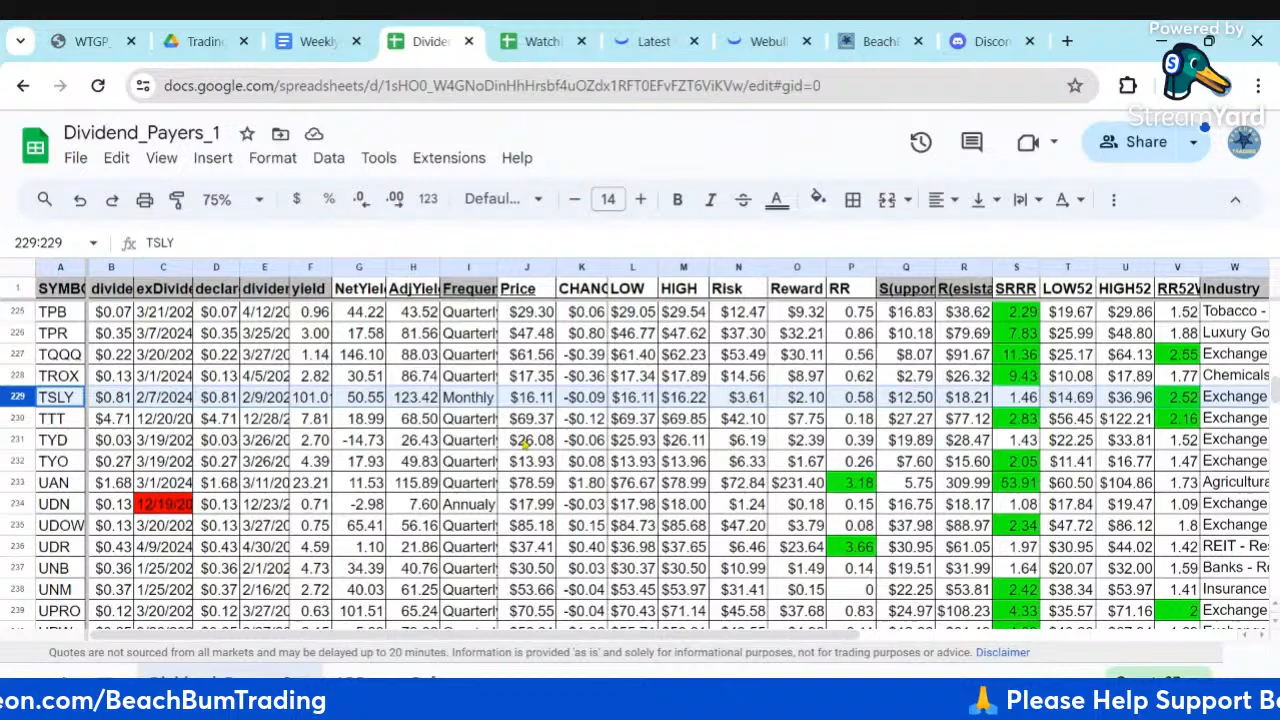 Powered by
StreamYard
WTGP_
Trading
Weekly
Divider
Watch
Latest
Webull
Beach
Discor
docs.google.com/spreadsheets/d/1sHO0_W4GNoDinHhHrsbf4uOZdx1RFT0EFvFZT6ViKVw/edit#gid=0
Dividend_Payers_1
File Edit View Insert Format Data Tools Extensions Help
Share
75% $ % .0 .00 123 Defaul... 14 B I A
229:229 fx TSLY
A B C D E F G H I J K L M N O P Q R S T U V W
1 SYMBO divide exDivide declar divider yield NetYiel AdjYiel Frequer Price CHANG LOW HIGH Risk Reward RR S(uppor R(esista SRRR LOW52 HIGH52 RR52W Industry
225 TPB $0.07 3/21/202 $0.07 4/12/20 0.96 44.22 43.52 Quarterl $29.30 $0.06 $29.05 $29.54 $12.47 $9.32 0.75 $16.83 $38.62 2.29 $19.67 $29.86 1.52 Tobacco -
226 TPR $0.35 3/7/2024 $0.35 3/25/20 3.00 17.58 81.56 Quarterl $47.48 $0.80 $46.77 $47.62 $37.30 $32.21 0.86 $10.18 $79.69 7.83 $25.99 $48.80 1.88 Luxury Go
227 TQQQ $0.22 3/20/202 $0.22 3/27/20 1.14 146.10 88.03 Quarterl $61.56 -$0.39 $61.40 $62.23 $53.49 $30.11 0.56 $8.07 $91.67 11.36 $25.17 $64.13 2.55 Exchange
228 TROX $0.13 3/1/2024 $0.13 4/5/202 2.82 30.51 86.74 Quarterl $17.35 -$0.38 $17.34 $17.89 $14.56 $8.97 0.62 $2.79 $26.32 9.43 $10.08 $17.89 1.77 Chemicals
229 TSLY $0.81 2/7/2024 $0.81 2/9/202 101.0 50.55 123.42 Monthly $16.11 -$0.09 $16.11 $16.22 $3.61 $2.10 0.58 $12.50 $18.21 1.46 $14.69 $36.96 2.52 Exchange
230 TTT $4.71 12/20/20 $4.71 12/28/2 7.81 18.99 68.50 Quarterl $69.37 -$0.12 $69.37 $69.85 $42.10 $7.75 0.18 $27.27 $77.12 2.83 $56.45 $122.21 2.16 Exchange
231 TYD $0.03 3/19/202 $0.03 3/26/20 2.70 -14.73 26.43 Quarterl $26.08 -$0.06 $25.93 $26.11 $6.19 $2.39 0.39 $19.89 $28.47 1.43 $22.25 $33.81 1.52 Exchange
232 TYO $0.27 3/19/202 $0.27 3/26/20 4.39 17.93 49.83 Quarterl $13.93 $0.08 $13.93 $13.96 $6.33 $1.67 0.26 $7.60 $15.60 2.05 $11.41 $16.77 1.47 Exchange
233 UAN $1.68 3/1/2024 $1.68 3/11/20 23.21 11.53 115.89 Quarterl $78.59 $1.80 $76.67 $78.99 $72.84 $231.40 3.18 5.75 309.99 53.91 $60.50 $104.86 1.73 Agricultura
234 UDN $0.13 12/19/20 $0.13 12/23/2 0.71 -2.98 7.60 Annualy $17.99 -$0.03 $17.98 $18.00 $1.24 $0.18 0.15 $16.75 $18.17 1.08 $17.84 $19.47 1.09 Exchange
235 UDOW $0.13 3/20/202 $0.13 3/27/20 0.75 65.41 56.16 Quarterl $85.18 $0.15 $84.73 $85.68 $47.20 $3.79 0.08 $37.98 $88.97 2.34 $47.72 $86.12 1.8 Exchange
236 UDR $0.43 4/9/2024 $0.43 4/30/20 4.59 1.10 21.86 Quarterl $37.41 $0.40 $36.98 $37.65 $6.46 $23.64 3.66 $30.95 $61.05 1.97 $30.95 $44.02 1.42 REIT - Res
237 UNB $0.36 1/25/202 $0.36 2/1/202 4.73 34.39 40.76 Quarterl $30.50 $0.03 $30.37 $30.50 $10.99 $1.49 0.14 $19.51 $31.99 1.64 $20.07 $32.00 1.59 Banks - Re
238 UNM $0.37 1/25/202 $0.37 2/16/20 2.72 40.03 61.25 Quarterl $53.66 -$0.04 $53.45 $53.97 $31.41 $0.15 0 $22.25 $53.81 2.42 $38.34 $53.97 1.41 Insurance
239 UPRO $0.12 3/20/202 $0.12 3/27/20 0.63 101.51 65.24 Quarterl $70.55 -$0.04 $70.43 $71.14 $45.58 $37.68 0.83 $24.97 $108.23 4.33 $35.57 $71.16 2 Exchange
Quotes are not sourced from all markets and may be delayed up to 20 minutes. Information is provided 'as is' and solely for informational purposes, not for trading purposes or advice. Disclaimer
eon.com/BeachBumTrading
🙏 Please Help Support Be